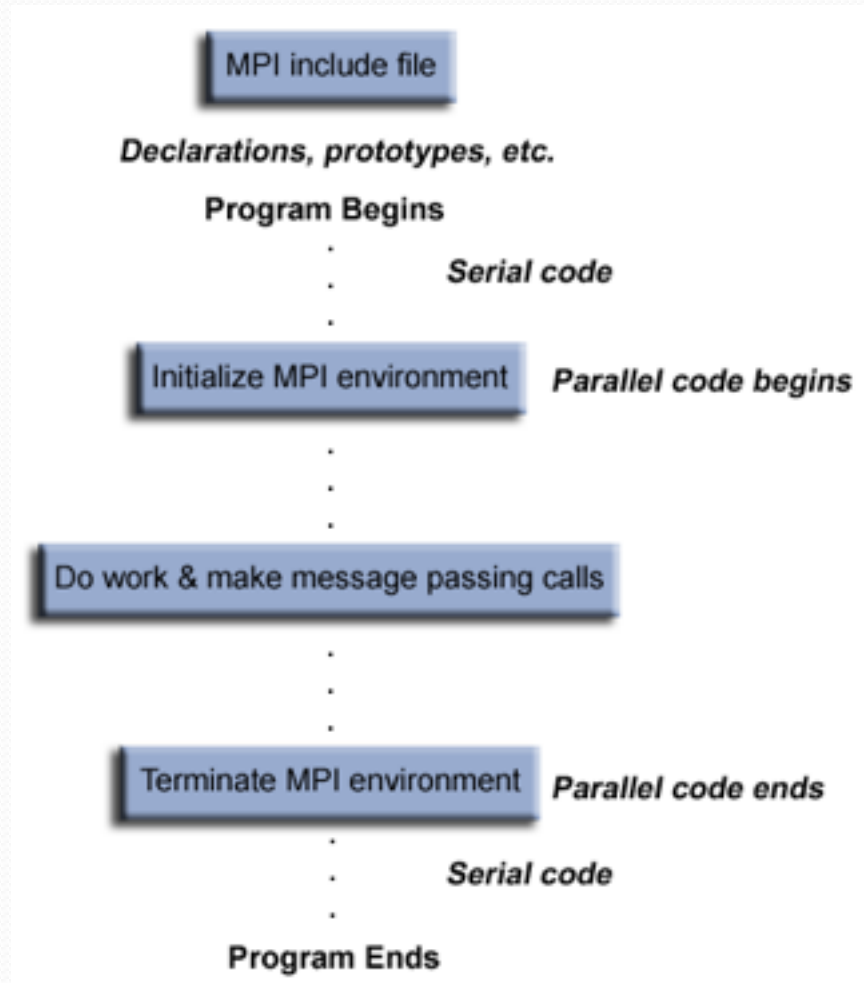 MPI include file
Declarations, prototypes, etc.
Program Begins
Serial code
Initialize MPI environment
Parallel code begins
Do work & make message passing calls
Terminate MPI environment
Parallel code ends
Serial code
Program Ends